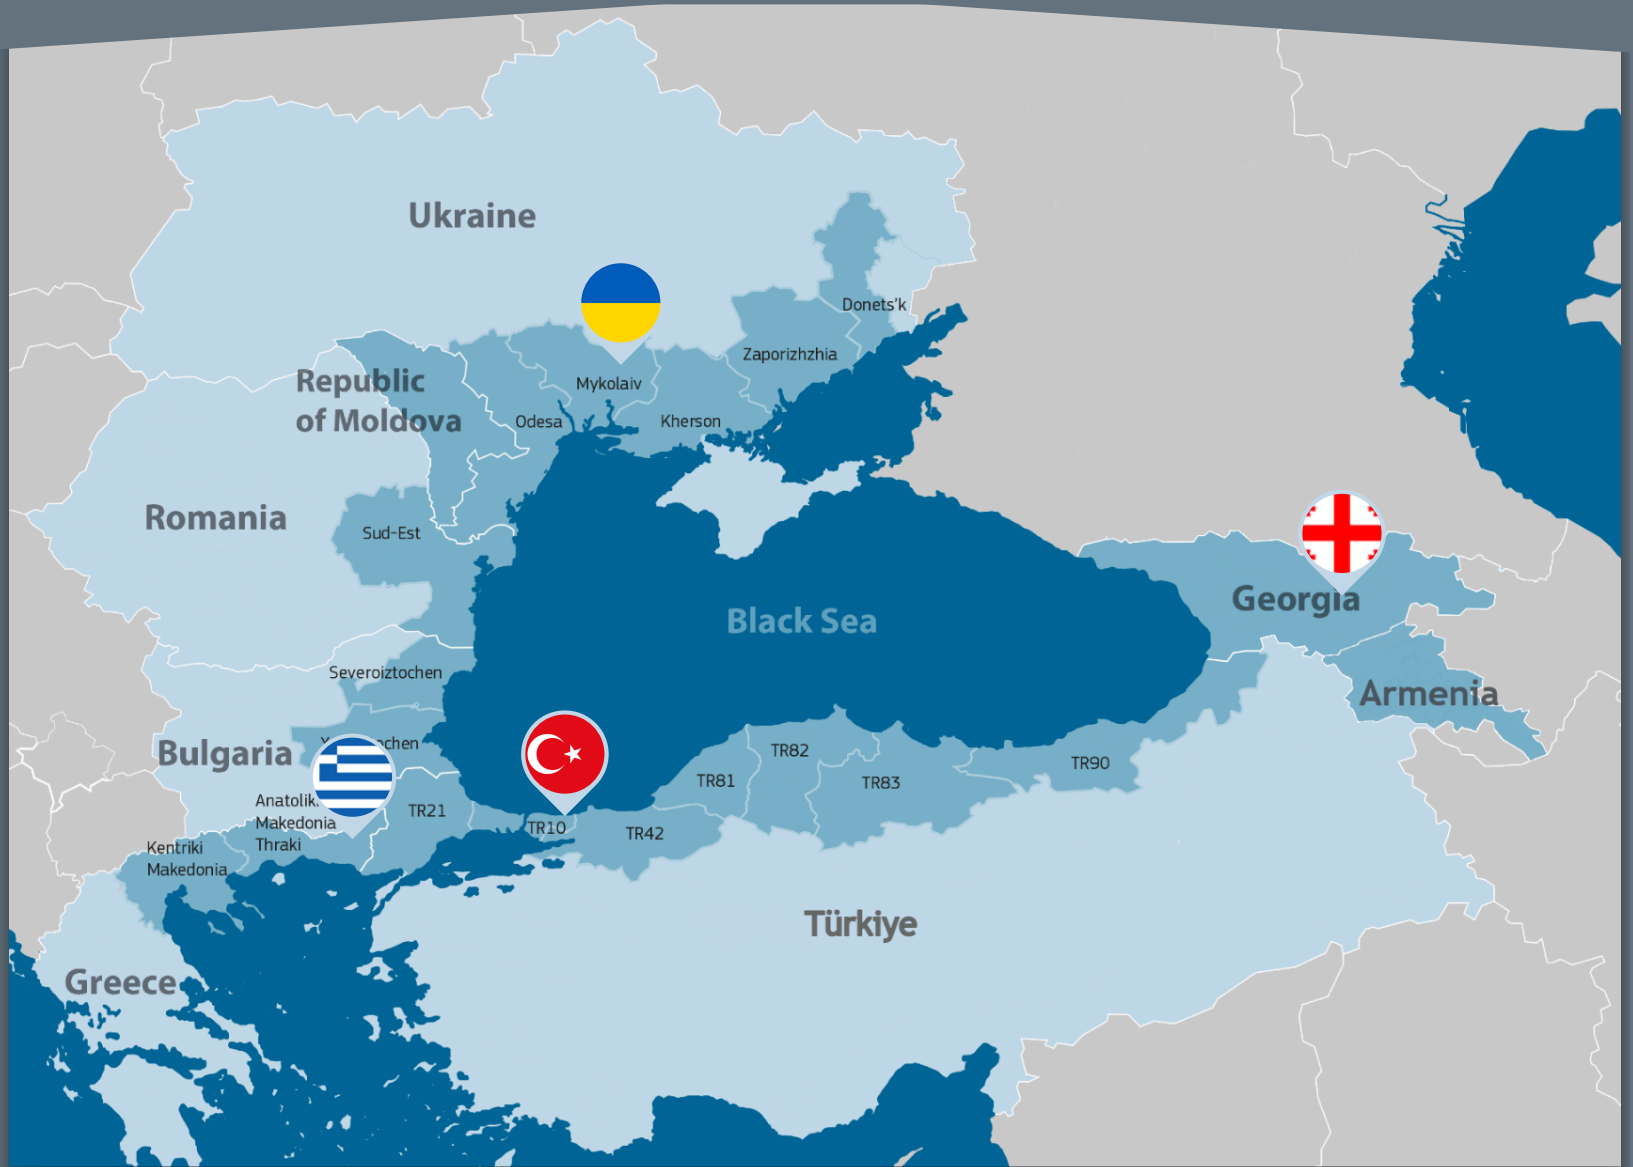 Ukraine
Donets'k
Zaporizhzhia
Republic
of Moldova
Mykolaiv
Odesa
Kherson
Romania
Sud-Est
Georgia
Black Sea
Severoiztochen
Armenia
Bulgaria
TR82
TR90
TR81
TR83
Makedonia
Thraki
TR21
TR10
TR42
Kentriki
Makedonia
Türkiye
Greece